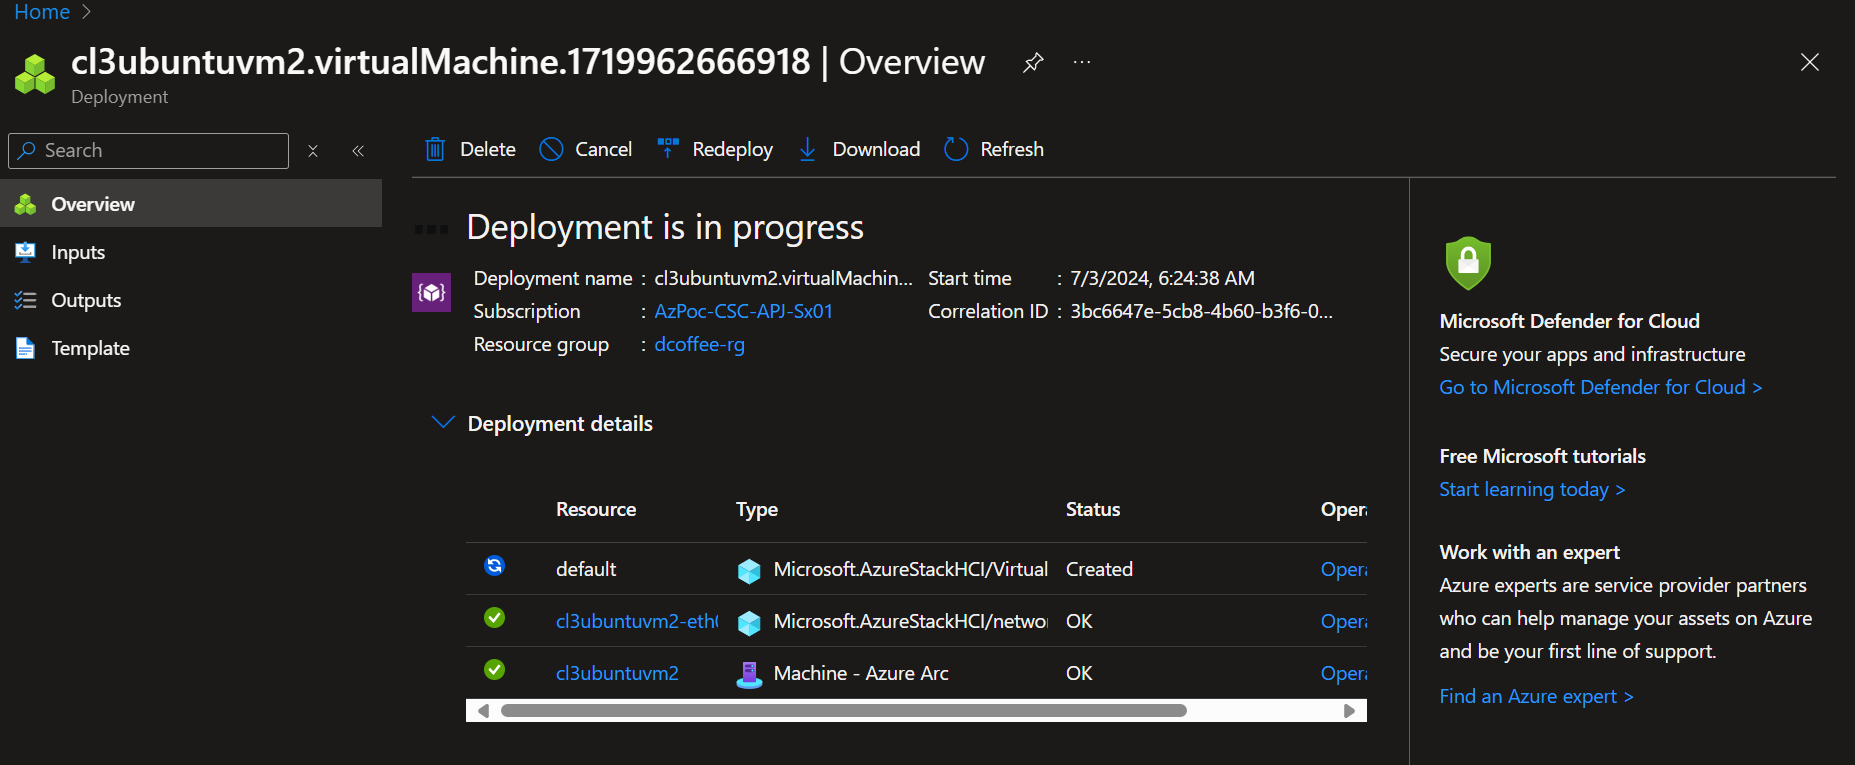 Home
cl3ubuntuvm2.virtualMachine.1719962666918 | Overview
Deployment
Search
Delete Cancel Redeploy Download Refresh
Overview
Inputs
Outputs
Template
Deployment is in progress
Deployment name : cl3ubuntuvm2.virtualMachin... Start time : 7/3/2024, 6:24:38 AM
Subscription : AzPoc-CSC-APJ-Sx01 Correlation ID : 3bc6647e-5cb8-4b60-b3f6-0...
Resource group : dcoffee-rg
Deployment details
Resource Type Status Opera
default Microsoft.AzureStackHCI/Virtual Created Opera
cl3ubuntuvm2-eth0 Microsoft.AzureStackHCI/networ OK Opera
cl3ubuntuvm2 Machine - Azure Arc OK Opera
Microsoft Defender for Cloud
Secure your apps and infrastructure
Go to Microsoft Defender for Cloud >
Free Microsoft tutorials
Start learning today >
Work with an expert
Azure experts are service provider partners
who can help manage your assets on Azure
and be your first line of support.
Find an Azure expert >